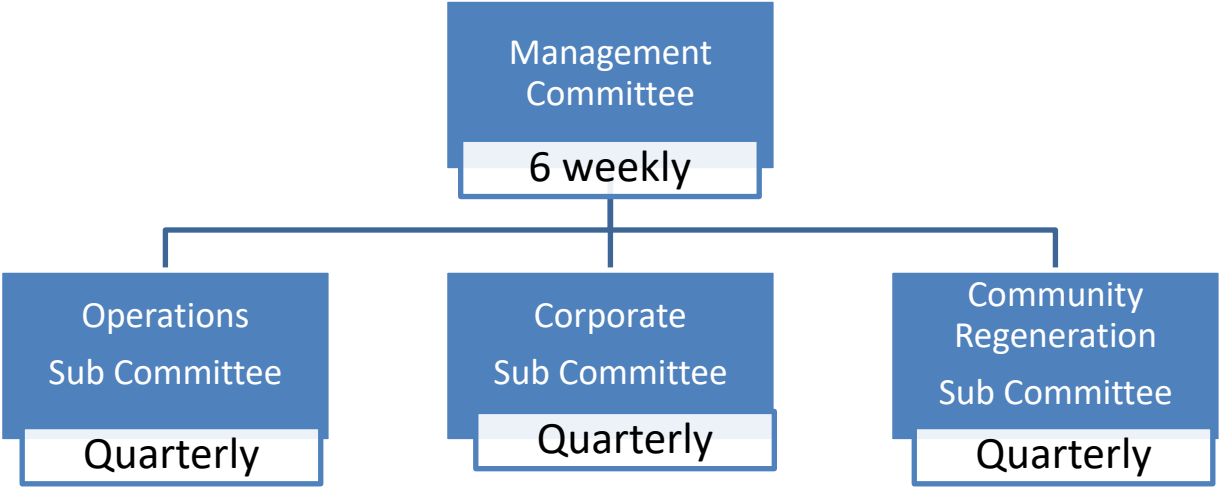 Management
Committee
6 weekly
Operations
Sub Committee
Quarterly
Corporate
Sub Committee
Quarterly
Community
Regeneration
Sub Committee
Quarterly